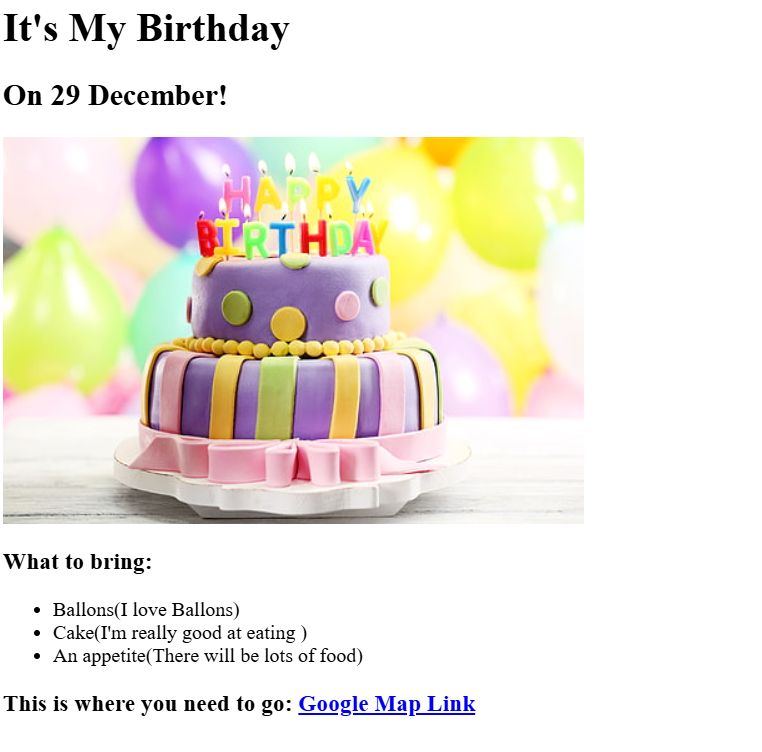 It's My Birthday
On 29 December!
HAPPY
BIRTHDAY
What to bring:
Ballons(I love Ballons)
Cake(I'm really good at eating )
An appetite(There will be lots of food)
This is where you need to go: Google Map Link